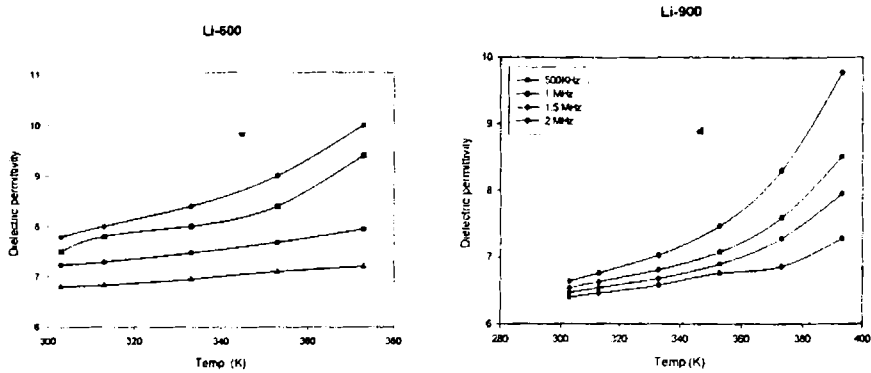 Li-600
11
10
9
8
7
6
Dielectric permittivity
300
320
340
360
380
Temp (K)
Li-900
500KHz
1 MHz
1.5 MHz
2 MHz
10
9
8
7
6
Dielectric permittivity
280
300
320
340
360
380
400
Temp (K)